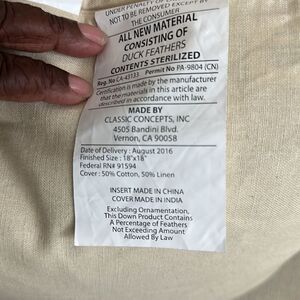 UNDER PENALTY OF
NOT TO BE REMOVED EXCEPT BY
THE CONSUMER
ALL NEW MATERIAL
CONSISTING OF
DUCK FEATHERS
CONTENTS STERILIZED
Reg. No CA-43133 Permit No PA-9804 (CN)
Certification is made by the manufacturer
that the materials in this article are
described in accordance with law.
MADE BY
CLASSIC CONCEPTS, INC
4505 Bandini Blvd.
Vernon, CA 90058
Date of Delivery : August 2016
Finished Size : 18"x18"
Federal RN# 91594
Cover : 50% Cotton, 50% Linen
INSERT MADE IN CHINA
COVER MADE IN INDIA
Excluding Ornamentation,
This Down Product Contains
A Percentage of Feathers
Not Exceeding Amount
Allowed By Law